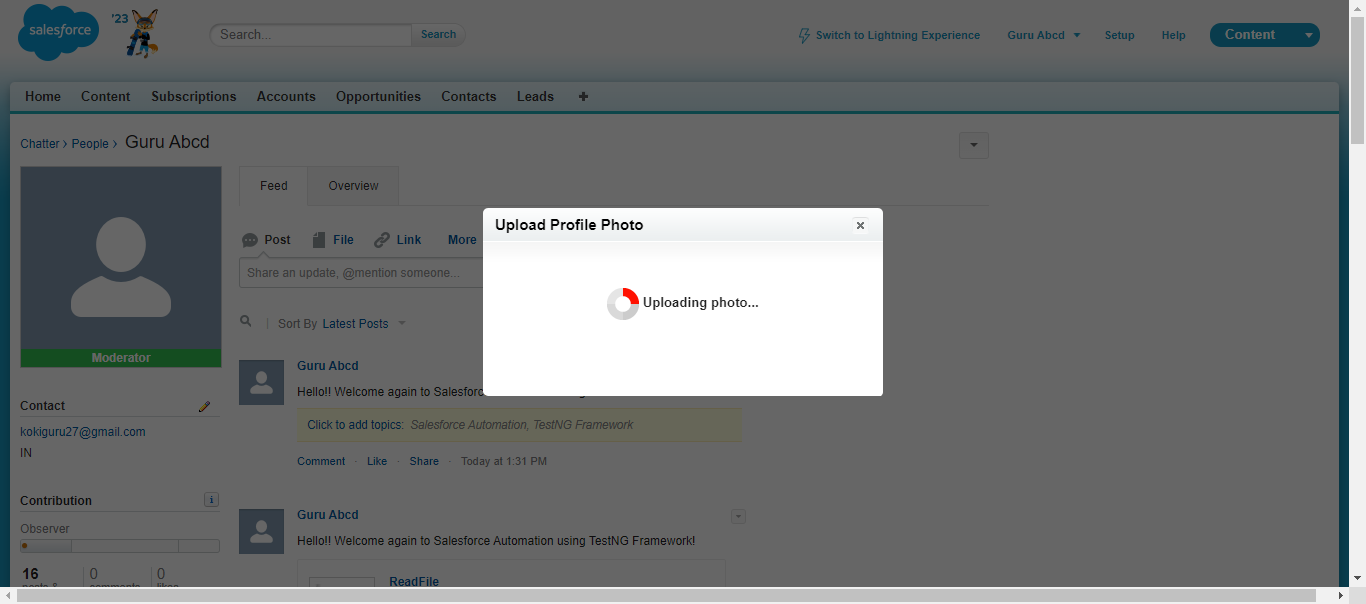 salesforce
'23
Search...
Search
Switch to Lightning Experience
Guru Abcd
Setup
Help
Content
Home Content Subscriptions Accounts Opportunities Contacts Leads +
Chatter › People › Guru Abcd
Feed
Overview
Upload Profile Photo
Post
File
Link
More
Share an update, @mention someone...
Uploading photo...
Sort By Latest Posts
Moderator
Guru Abcd
Hello!! Welcome again to Salesforc
Click to add topics: Salesforce Automation, TestNG Framework
Comment · Like · Share · Today at 1:31 PM
Contact
kokiguru27@gmail.com
IN
Contribution
Observer
16
posts &
0
comments
0
likes
Guru Abcd
Hello!! Welcome again to Salesforce Automation using TestNG Framework!
ReadFile